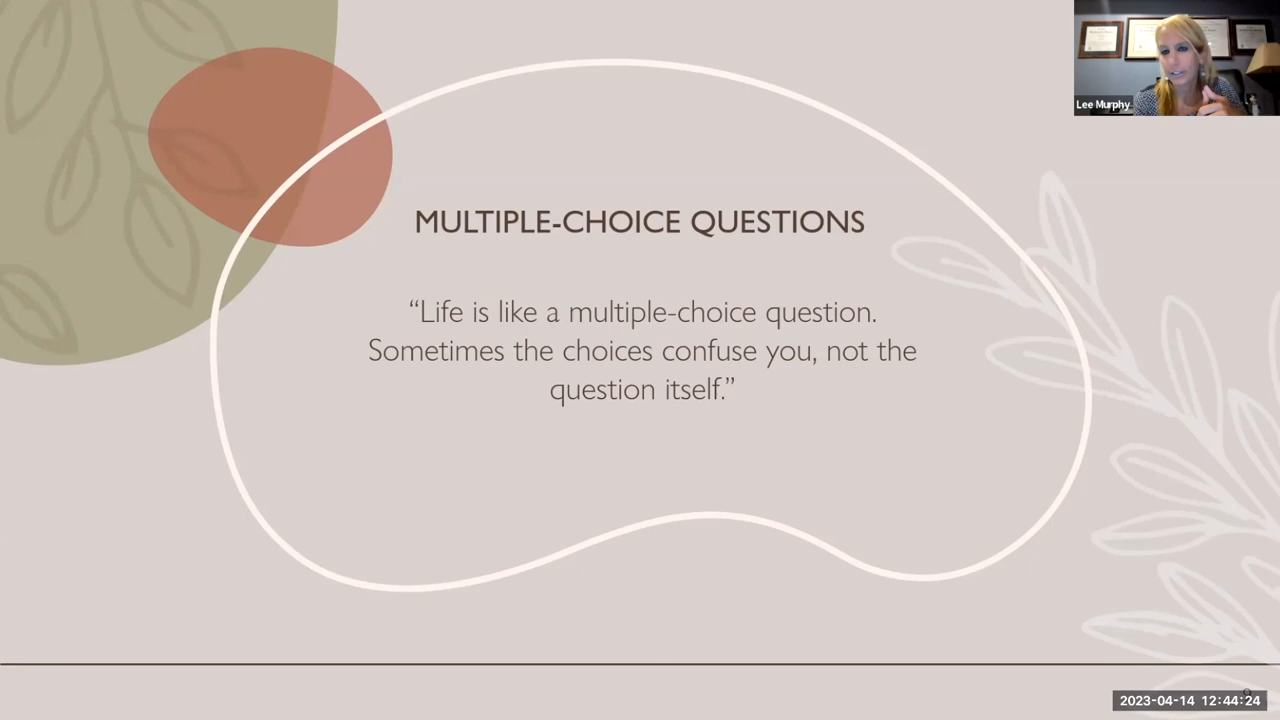 Lee Murphy
MULTIPLE-CHOICE QUESTIONS
“Life is like a multiple-choice question.
Sometimes the choices confuse you, not the
question itself.”
9
2023-04-14 12:44:24